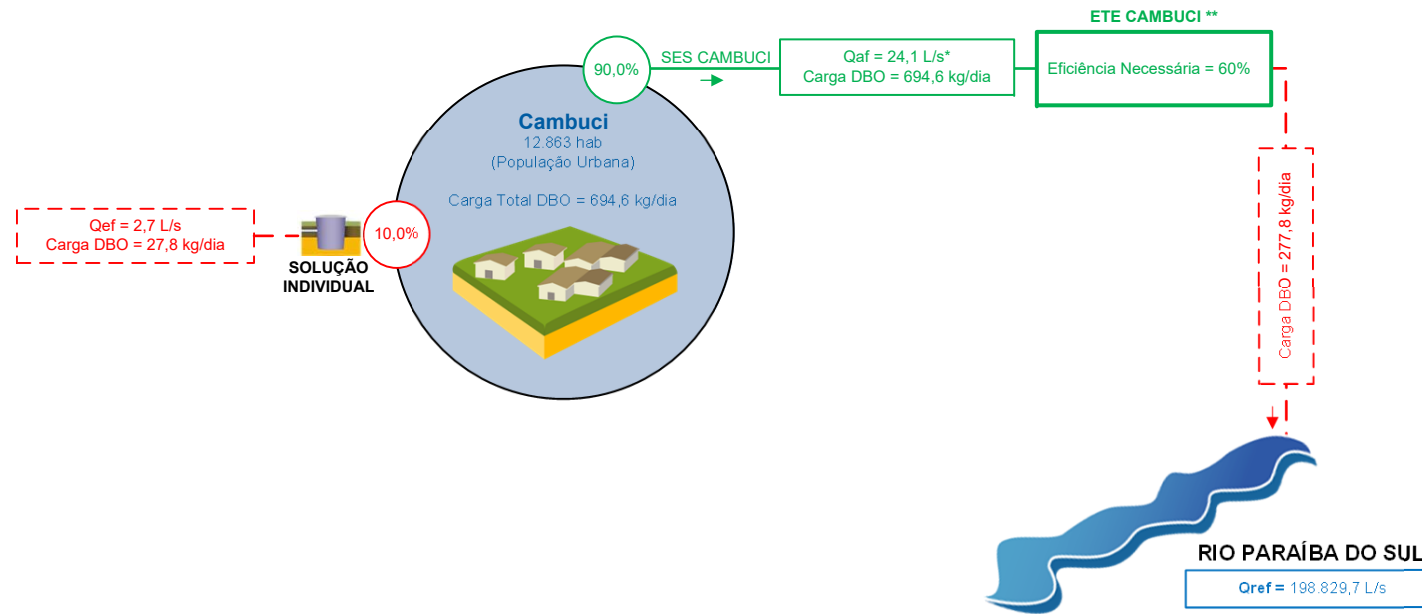 ETE CAMBUCI **
90,0%
SES CAMBUCI
Qaf = 24,1 L/s*
Carga DBO = 694,6 kg/dia
Eficiência Necessária = 60%
Cambuci
12.863 hab
(População Urbana)
Carga Total DBO = 694,6 kg/dia
Qef = 2,7 L/s
Carga DBO = 27,8 kg/dia
10,0%
SOLUÇÃO
INDIVIDUAL
Carga DBO = 277,8 kg/dia
RIO PARAÍBA DO SUL
Qref = 198.829,7 L/s